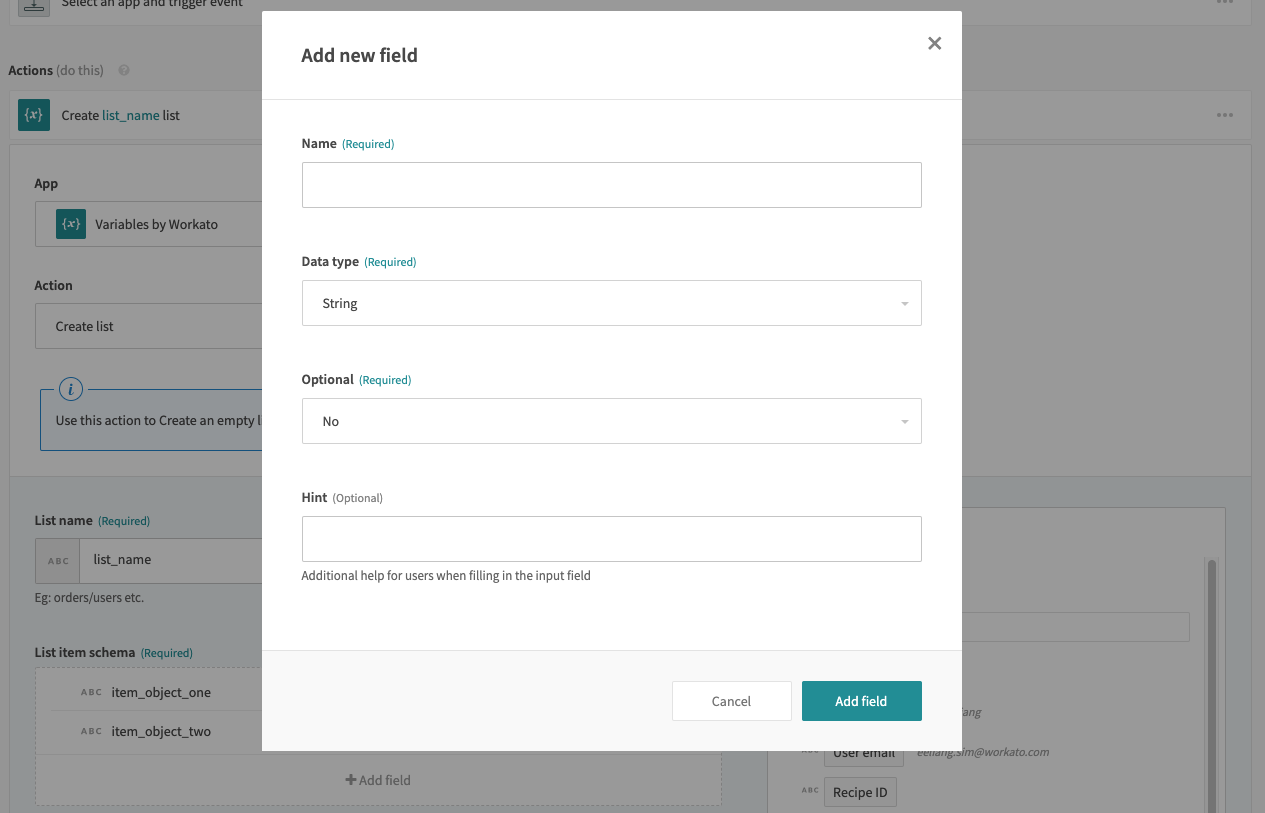 Select an app and trigger event
Actions (do this)
{x} Create list_name list
App
{x} Variables by Workato
Action
Create list
i
Use this action to Create an empty
List name (Required)
ABC list_name
Eg: orders/users etc.
List item schema (Required)
ABC item_object_one
ABC item_object_two
Add field
Add new field
Name (Required)
Data type (Required)
String
Optional (Required)
No
Hint (Optional)
Additional help for users when filling in the input field
Cancel
Add field
User email eeliang.sim@workato.com
ABC Recipe ID